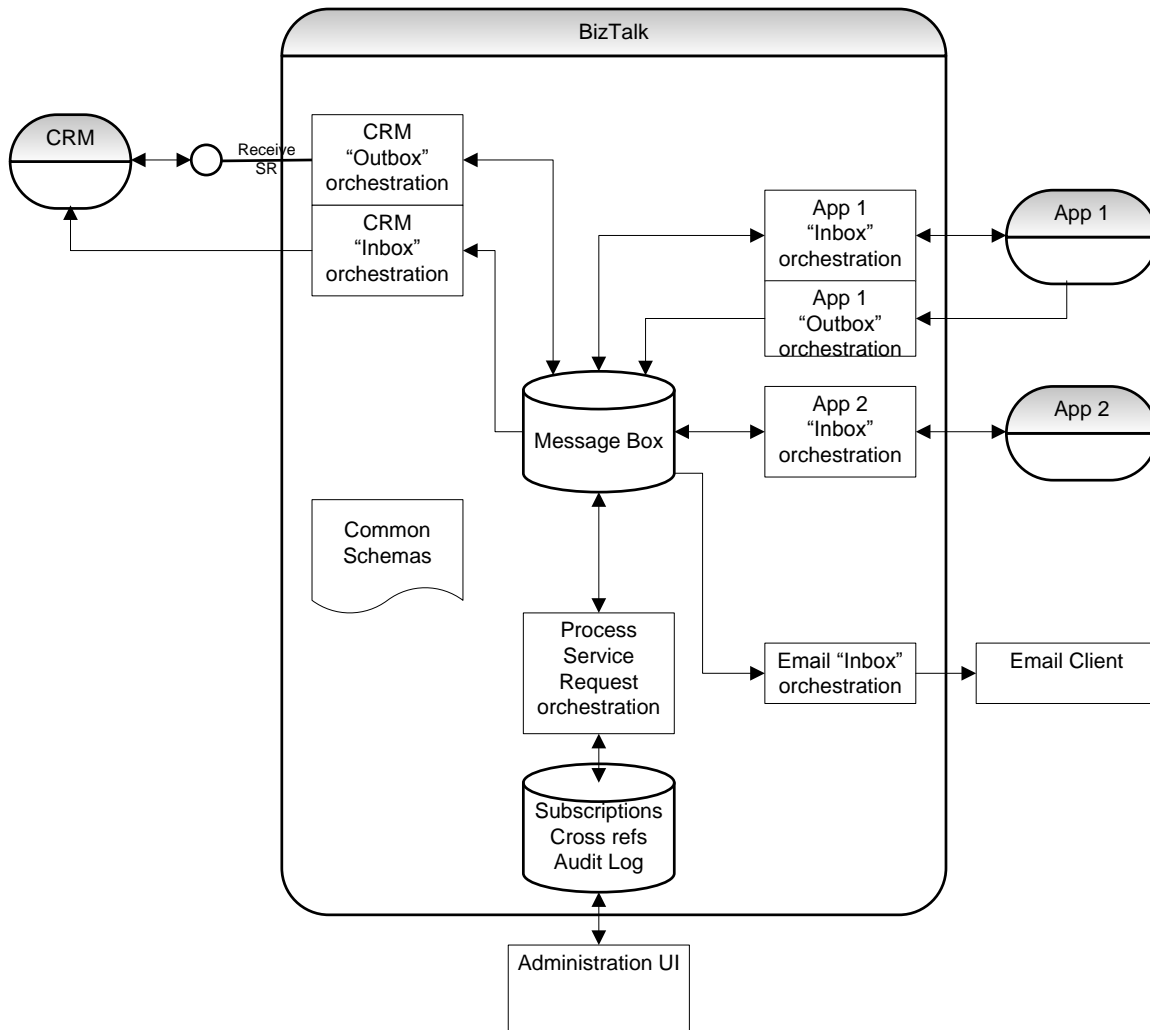 BizTalk
CRM
Receive
SR
CRM
“Outbox”
orchestration
CRM
“Inbox”
orchestration
App 1
“Inbox”
orchestration
App 1
“Outbox”
orchestration
App 1
Message Box
App 2
“Inbox”
orchestration
App 2
Common
Schemas
Process
Service
Request
orchestration
Email “Inbox”
orchestration
Email Client
Subscriptions
Cross refs
Audit Log
Administration UI